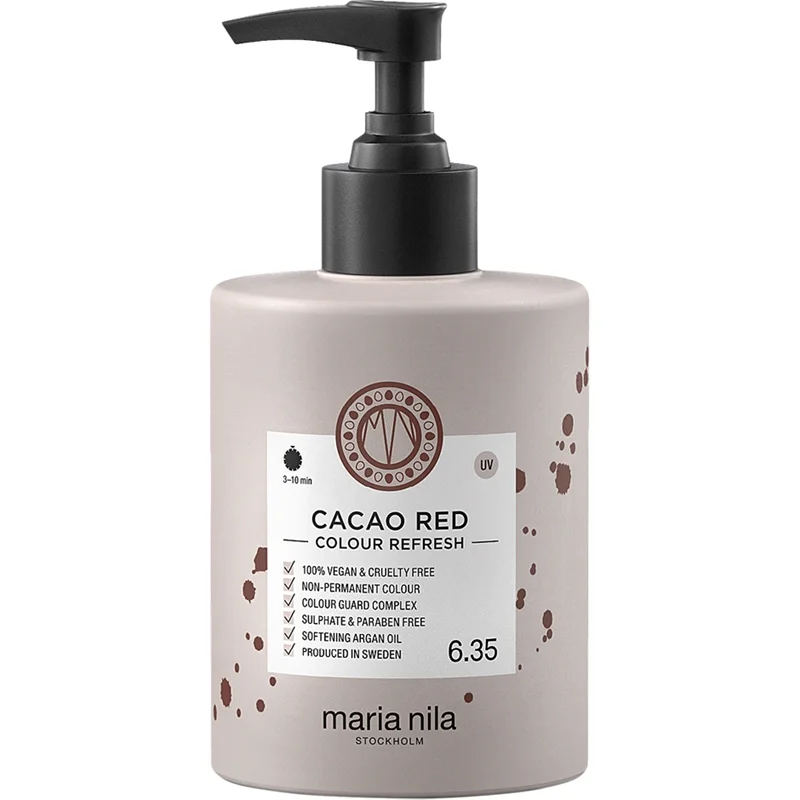 MN
3–10 min
UV
CACAO RED
COLOUR REFRESH
100% VEGAN & CRUELTY FREE
NON-PERMANENT COLOUR
COLOUR GUARD COMPLEX
SULPHATE & PARABEN FREE
SOFTENING ARGAN OIL
PRODUCED IN SWEDEN
6.35
maria nila
STOCKHOLM